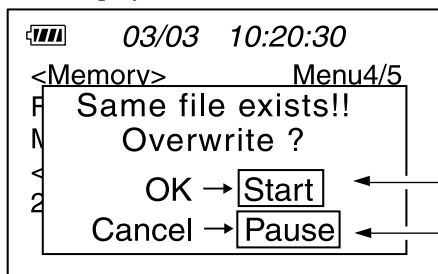 03/03 10:20:30
<Memory> Menu4/5
Same file exists!!
Overwrite ?
OK → Start
Cancel → Pause